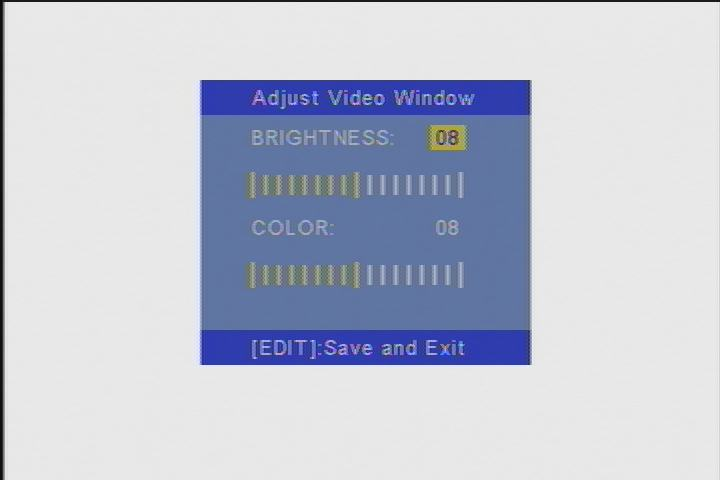 Adjust Video Window
BRIGHTNESS: 08
COLOR: 08
[EDIT]:Save and Exit